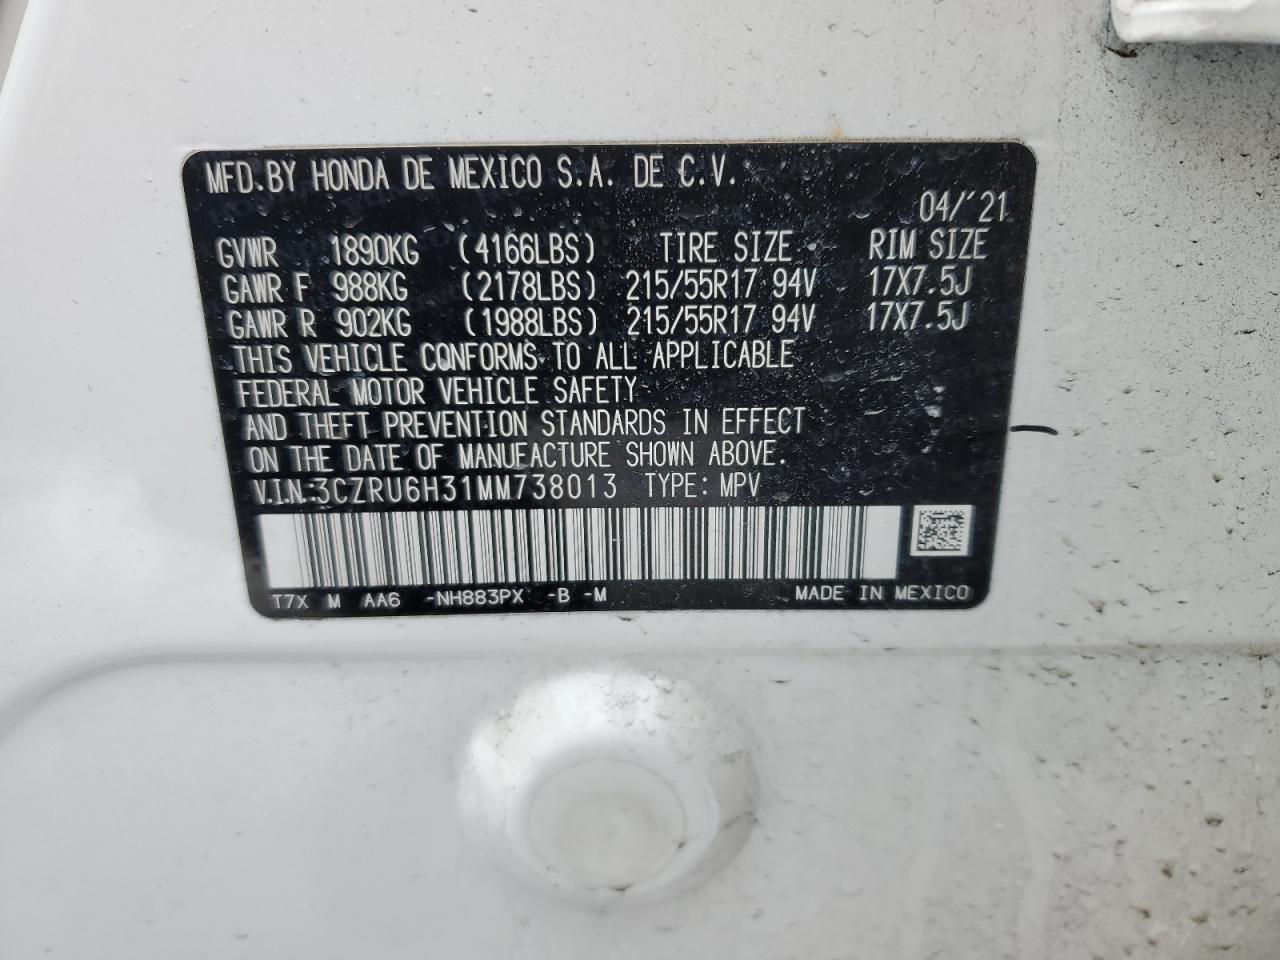 MFD.BY HONDA DE MEXICO S.A. DE C.V.
04/'21
GVWR 1890KG (4166LBS) TIRE SIZE RIM SIZE
GAWR F 988KG (2178LBS) 215/55R17 94V 17X7.5J
GAWR R 902KG (1988LBS) 215/55R17 94V 17X7.5J
THIS VEHICLE CONFORMS TO ALL APPLICABLE
FEDERAL MOTOR VEHICLE SAFETY
AND THEFT PREVENTION STANDARDS IN EFFECT
ON THE DATE OF MANUFACTURE SHOWN ABOVE.
V.I.N:3CZRU6H31MM738013 TYPE: MPV
T7X M AA6 -NH883PX -B -M MADE IN MEXICO